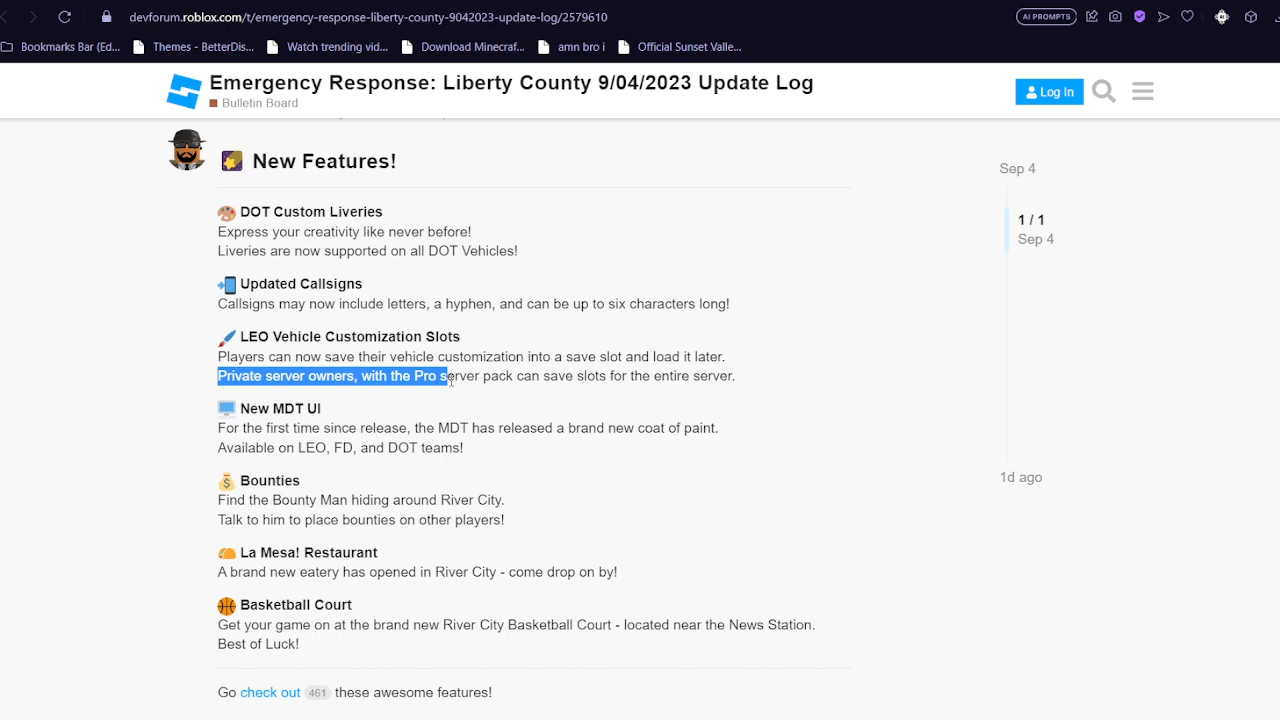 devforum.roblox.com/t/emergency-response-liberty-county-9042023-update-log/2579610
AI PROMPTS
Bookmarks Bar (Ed...
Themes - BetterDis...
Watch trending vid...
Download Minecraf...
amn bro i
Official Sunset Valle...
Emergency Response: Liberty County 9/04/2023 Update Log
Bulletin Board
Log In
New Features!
Sep 4
DOT Custom Liveries
Express your creativity like never before!
Liveries are now supported on all DOT Vehicles!
1 / 1
Sep 4
Updated Callsigns
Callsigns may now include letters, a hyphen, and can be up to six characters long!
LEO Vehicle Customization Slots
Players can now save their vehicle customization into a save slot and load it later.
Private server owners, with the Pro server pack can save slots for the entire server.
New MDT UI
For the first time since release, the MDT has released a brand new coat of paint.
Available on LEO, FD, and DOT teams!
1d ago
Bounties
Find the Bounty Man hiding around River City.
Talk to him to place bounties on other players!
La Mesa! Restaurant
A brand new eatery has opened in River City - come drop on by!
Basketball Court
Get your game on at the brand new River City Basketball Court - located near the News Station.
Best of Luck!
Go check out 461 these awesome features!